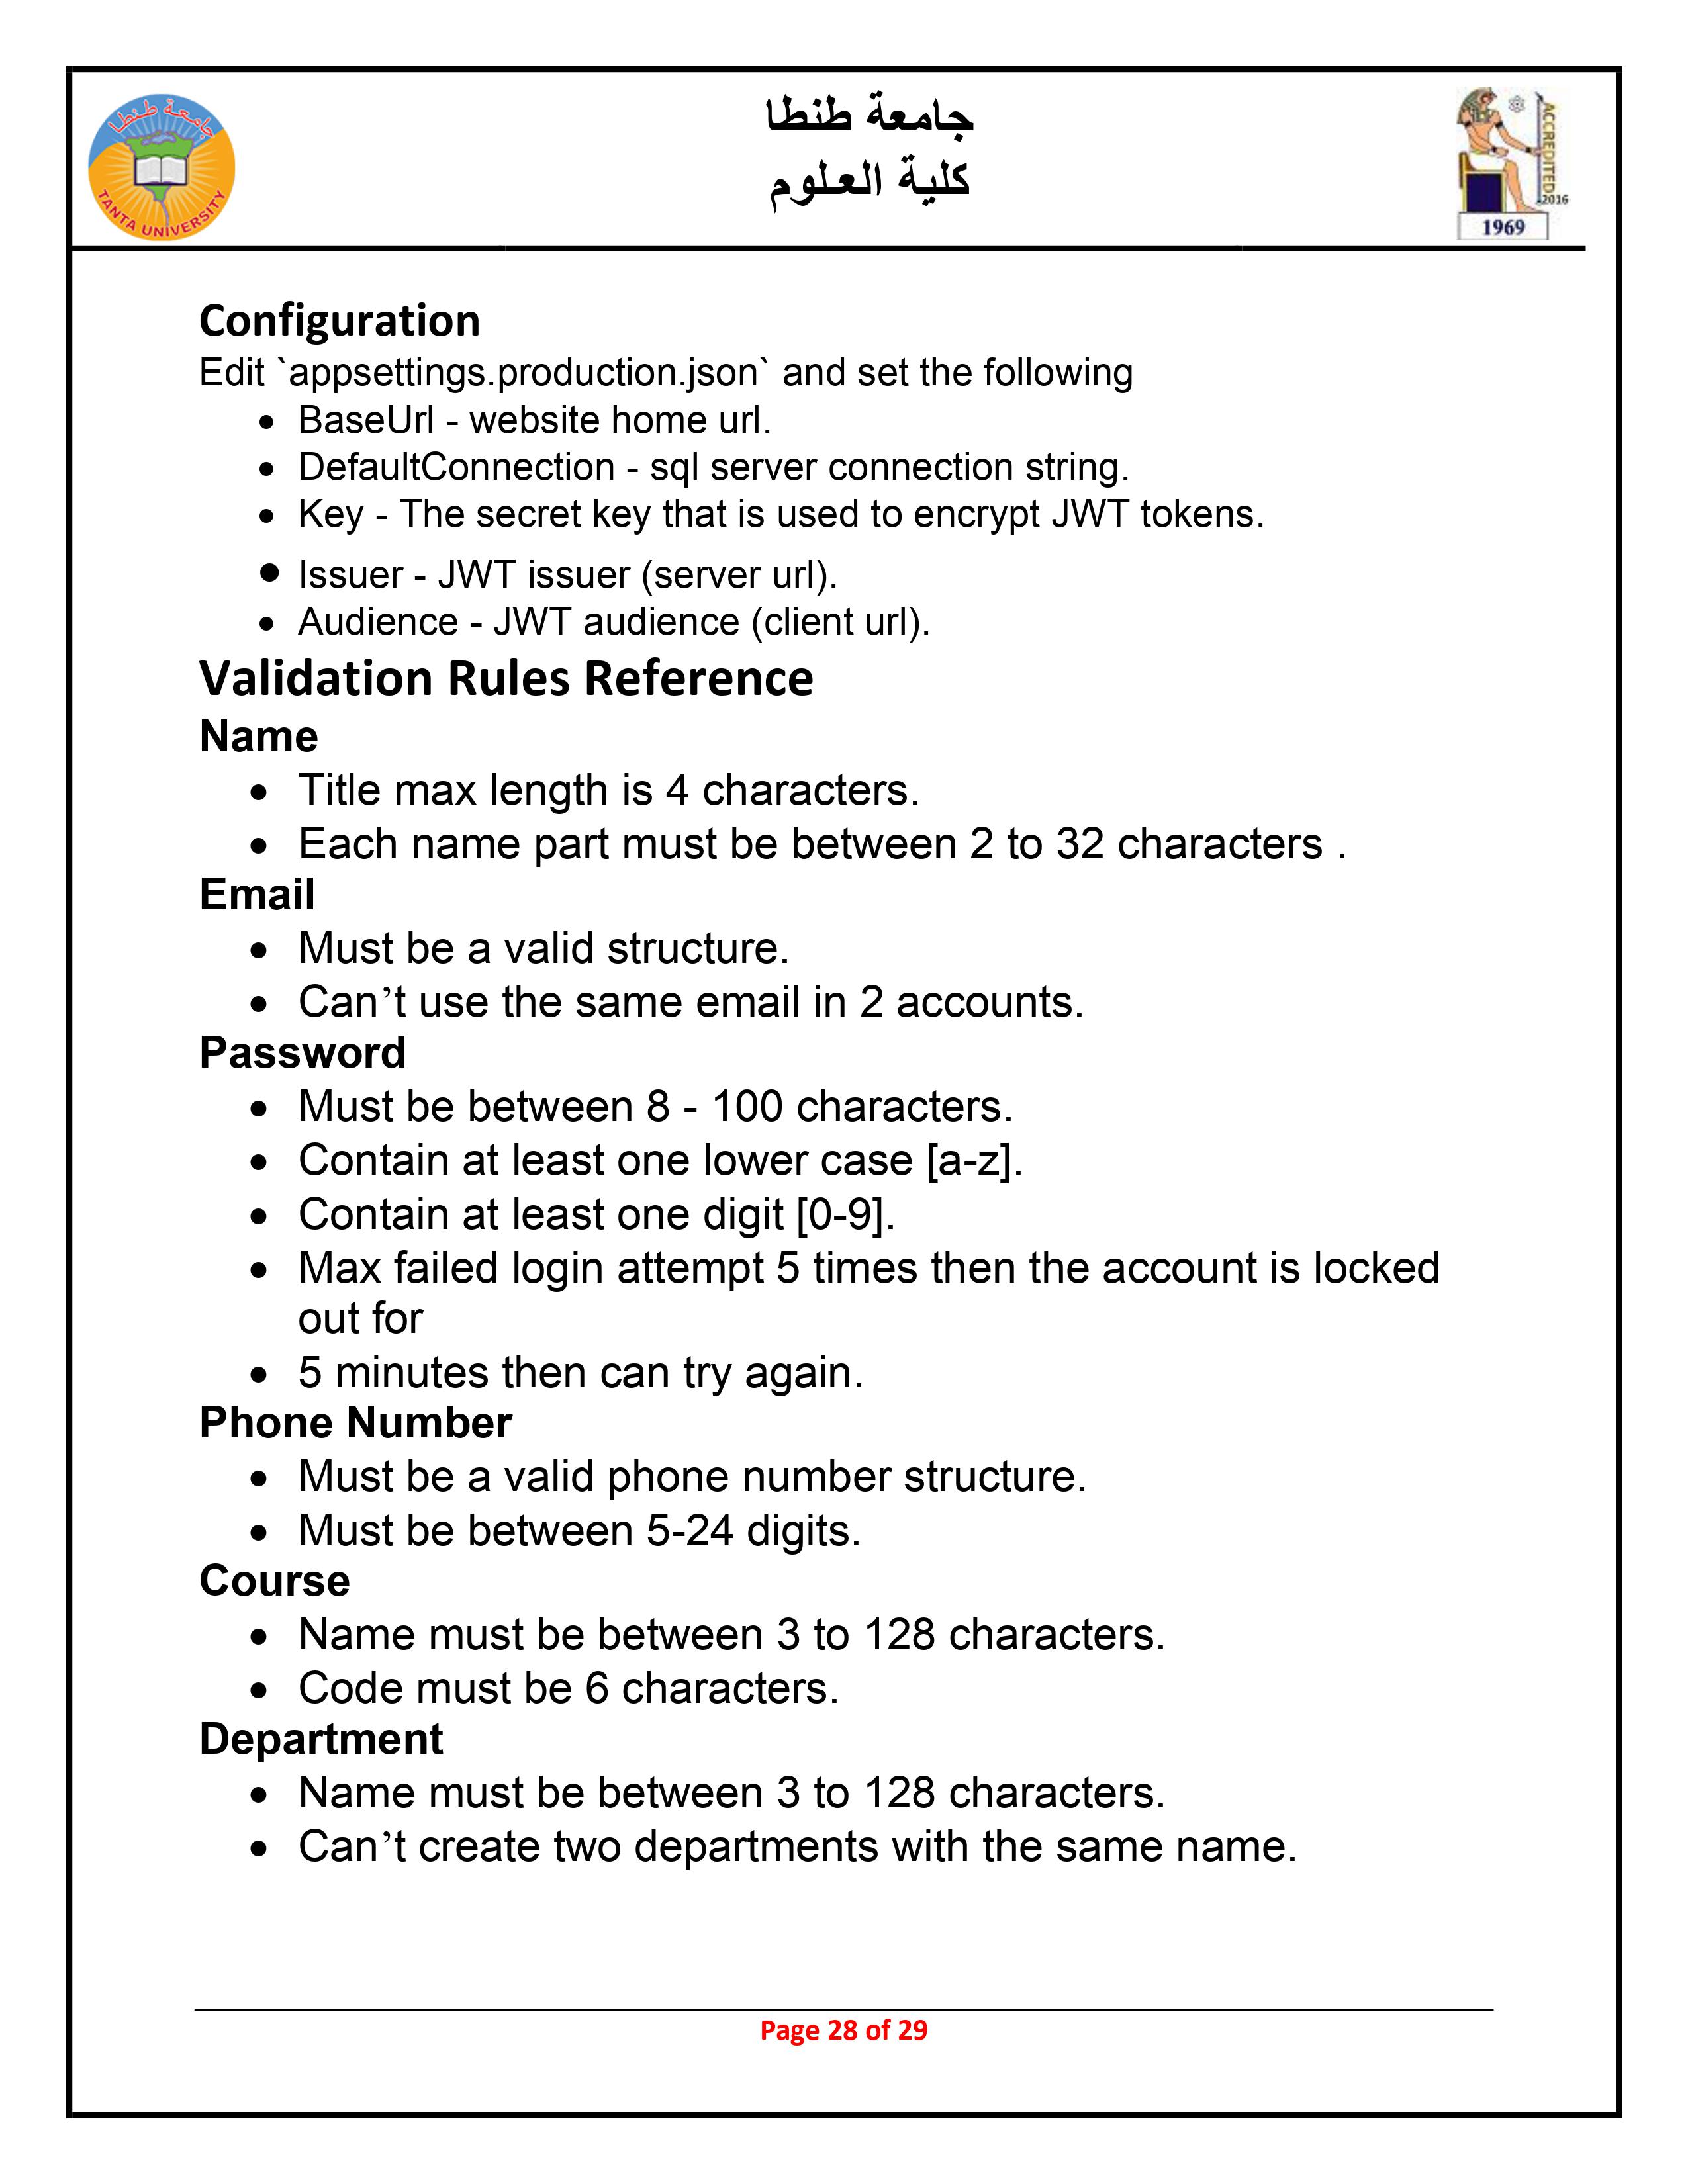 جامعة طنطا
كلية العلوم
جامعة طنطا
TANTA UNIVERSITY
ACCREDITED
2016
1969
Configuration
Edit `appsettings.production.json` and set the following
• BaseUrl - website home url.
• DefaultConnection - sql server connection string.
• Key - The secret key that is used to encrypt JWT tokens.
• Issuer - JWT issuer (server url).
• Audience - JWT audience (client url).
Validation Rules Reference
Name
• Title max length is 4 characters.
• Each name part must be between 2 to 32 characters .
Email
• Must be a valid structure.
• Can’t use the same email in 2 accounts.
Password
• Must be between 8 - 100 characters.
• Contain at least one lower case [a-z].
• Contain at least one digit [0-9].
• Max failed login attempt 5 times then the account is locked
out for
• 5 minutes then can try again.
Phone Number
• Must be a valid phone number structure.
• Must be between 5-24 digits.
Course
• Name must be between 3 to 128 characters.
• Code must be 6 characters.
Department
• Name must be between 3 to 128 characters.
• Can’t create two departments with the same name.
Page 28 of 29